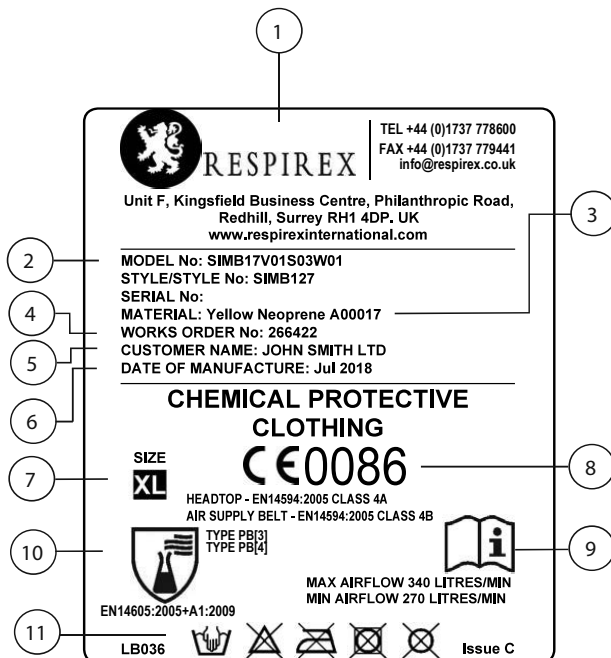 1
RESPIREX
TEL +44 (0)1737 778600
FAX +44 (0)1737 779441
info@respirex.co.uk
Unit F, Kingsfield Business Centre, Philanthropic Road,
Redhill, Surrey RH1 4DP. UK
www.respirexinternational.com
3
2
MODEL No: SIMB17V01S03W01
STYLE/STYLE No: SIMB127
SERIAL No:
MATERIAL: Yellow Neoprene A00017
4
WORKS ORDER No: 266422
5
CUSTOMER NAME: JOHN SMITH LTD
6
DATE OF MANUFACTURE: Jul 2018
CHEMICAL PROTECTIVE
CLOTHING
7
SIZE
XL
CE0086
8
HEADTOP - EN14594:2005 CLASS 4A
AIR SUPPLY BELT - EN14594:2005 CLASS 4B
10
TYPE PB[3]
TYPE PB[4]
i
9
MAX AIRFLOW 340 LITRES/MIN
MIN AIRFLOW 270 LITRES/MIN
EN14605:2005+A1:2009
11
LB036
Issue C